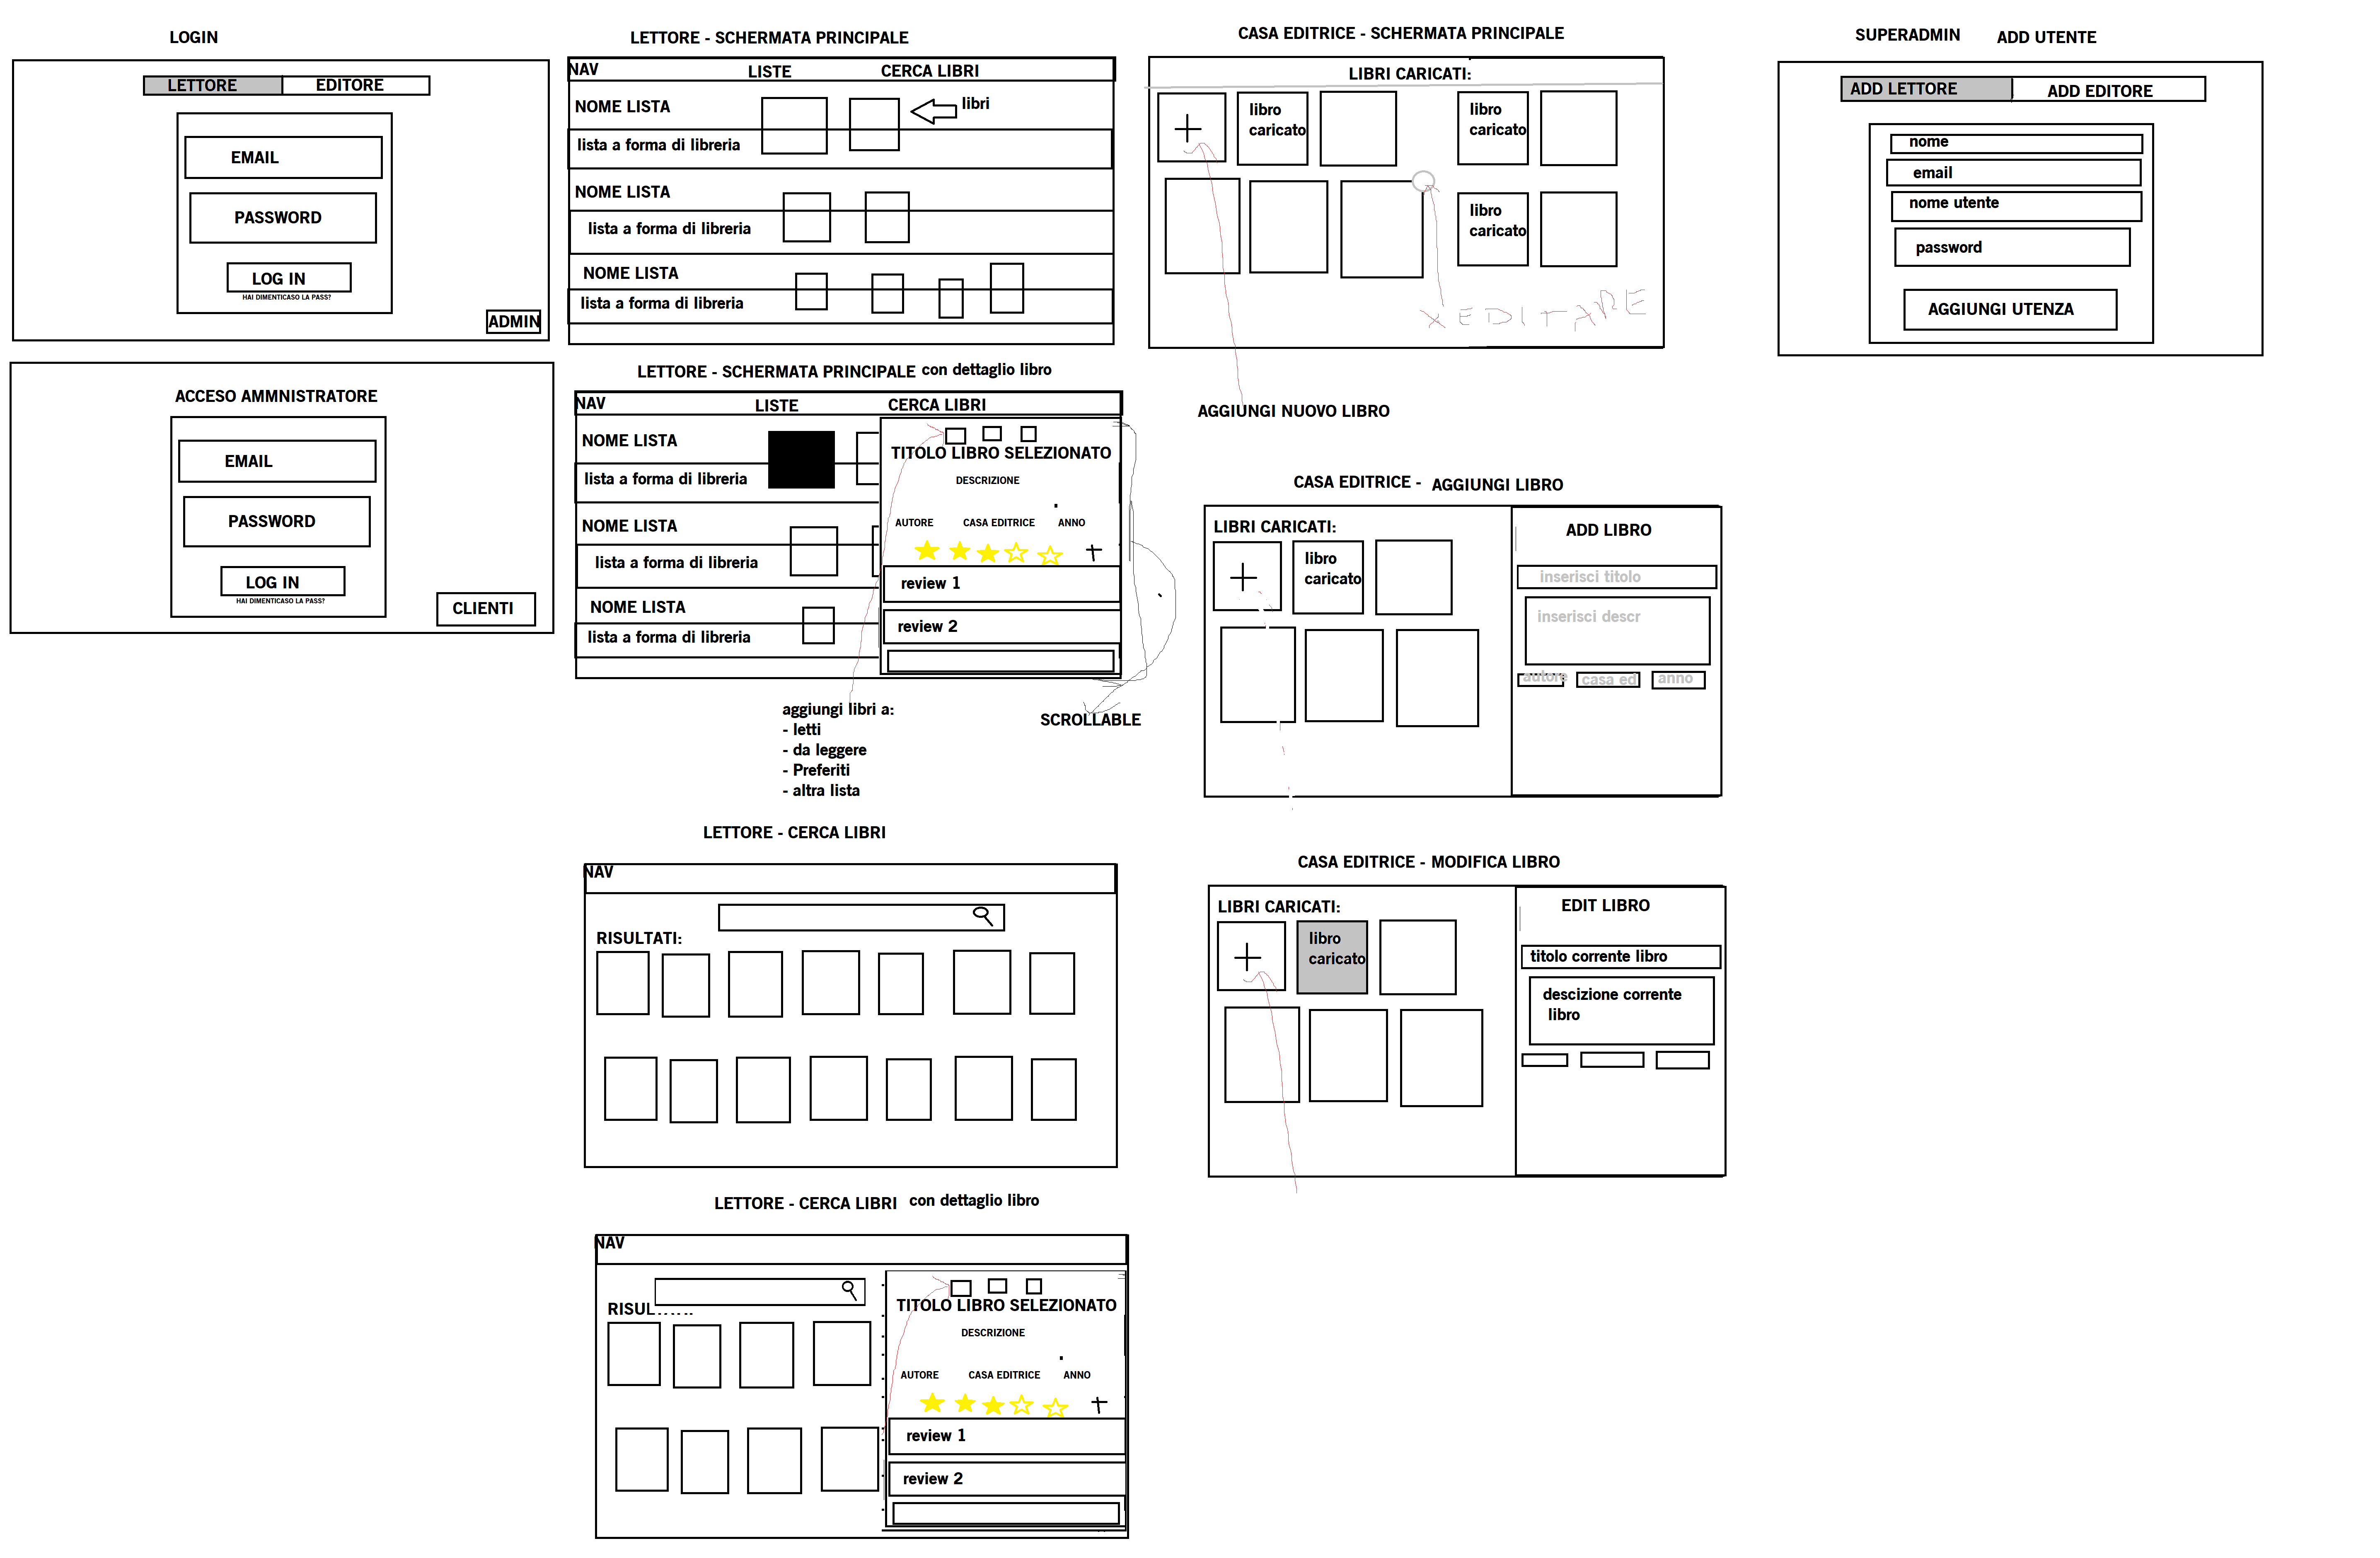 LOGIN
LETTORE
EDITORE
EMAIL
PASSWORD
LOG IN
HAI DIMENTICASO LA PASS?
ADMIN
ACCESO AMMNISTRATORE
EMAIL
PASSWORD
LOG IN
HAI DIMENTICASO LA PASS?
CLIENTI
LETTORE - SCHERMATA PRINCIPALE
NAV
LISTE
CERCA LIBRI
NOME LISTA
libri
lista a forma di libreria
NOME LISTA
lista a forma di libreria
NOME LISTA
lista a forma di libreria
LETTORE - SCHERMATA PRINCIPALE con dettaglio libro
NAV
LISTE
CERCA LIBRI
NOME LISTA
lista a forma di libreria
NOME LISTA
lista a forma di libreria
NOME LISTA
lista a forma di libreria
TITOLO LIBRO SELEZIONATO
DESCRIZIONE
AUTORE
CASA EDITRICE
ANNO
review 1
review 2
aggiungi libri a:
- letti
- da leggere
- Preferiti
- altra lista
SCROLLABLE
LETTORE - CERCA LIBRI
NAV
RISULTATI:
LETTORE - CERCA LIBRI con dettaglio libro
NAV
RISUL
TITOLO LIBRO SELEZIONATO
DESCRIZIONE
AUTORE
CASA EDITRICE
ANNO
review 1
review 2
CASA EDITRICE - SCHERMATA PRINCIPALE
LIBRI CARICATI:
libro
caricato
libro
caricato
libro
caricato
X EDITARE
AGGIUNGI NUOVO LIBRO
CASA EDITRICE - AGGIUNGI LIBRO
LIBRI CARICATI:
libro
caricato
ADD LIBRO
inserisci titolo
inserisci descr
autore
casa ed
anno
CASA EDITRICE - MODIFICA LIBRO
LIBRI CARICATI:
libro
caricato
EDIT LIBRO
titolo corrente libro
descizione corrente
libro
SUPERADMIN
ADD UTENTE
ADD LETTORE
ADD EDITORE
nome
email
nome utente
password
AGGIUNGI UTENZA